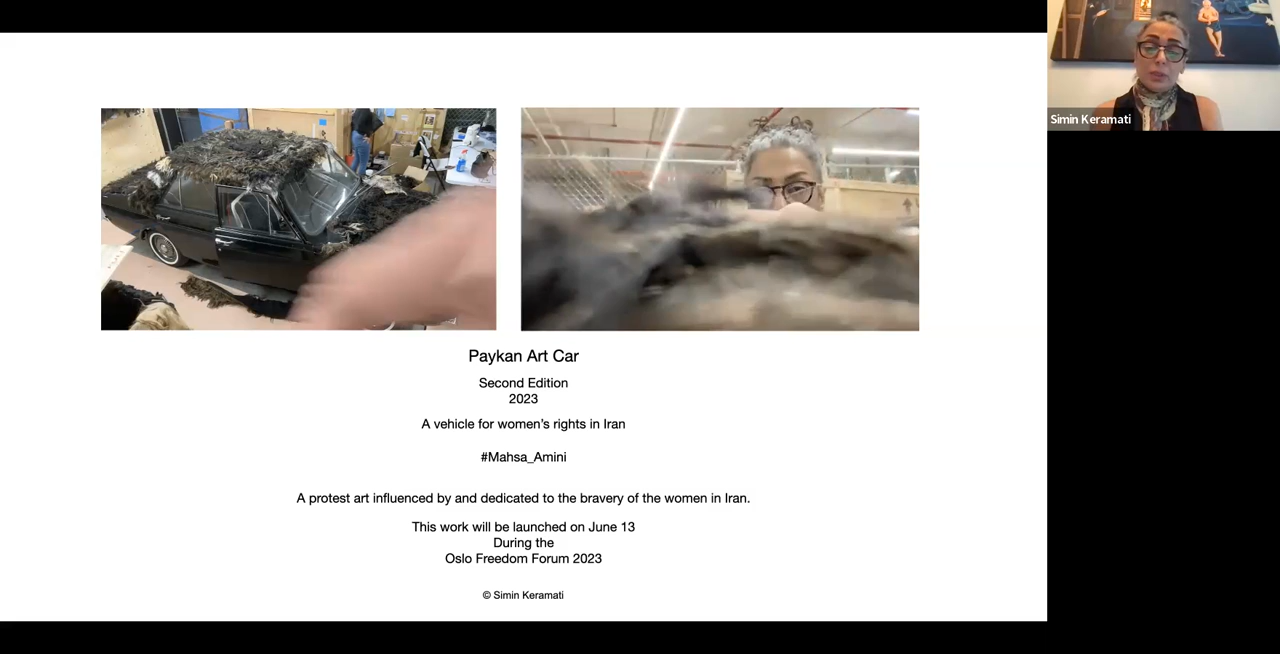 Simin Keramati
Paykan Art Car
Second Edition
2023
A vehicle for women's rights in Iran
#Mahsa_Amini
A protest art influenced by and dedicated to the bravery of the women in Iran.
This work will be launched on June 13
During the
Oslo Freedom Forum 2023
© Simin Keramati